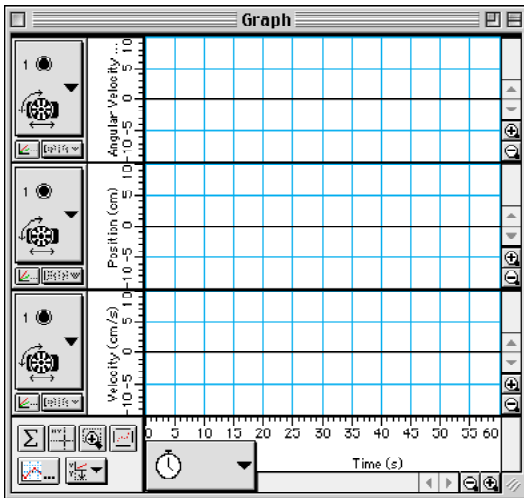 Graph
1
Angular Velocity ...
-10 -5 0 5 10
1
Position (cm)
-10 -5 0 5 10
1
Velocity (cm/s)
-10 -5 0 5 10
Σ
0 5 10 15 20 25 30 35 40 45 50 55 60
Time (s)